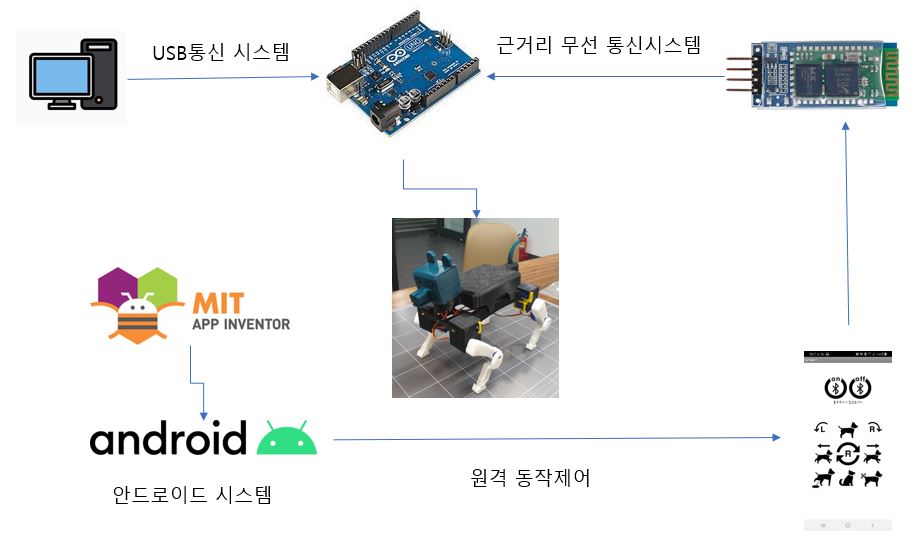 USB통신 시스템
근거리 무선 통신시스템
ARDUINO
UNO
MIT
APP INVENTOR
android
안드로이드 시스템
원격 동작제어
on off
L R
R